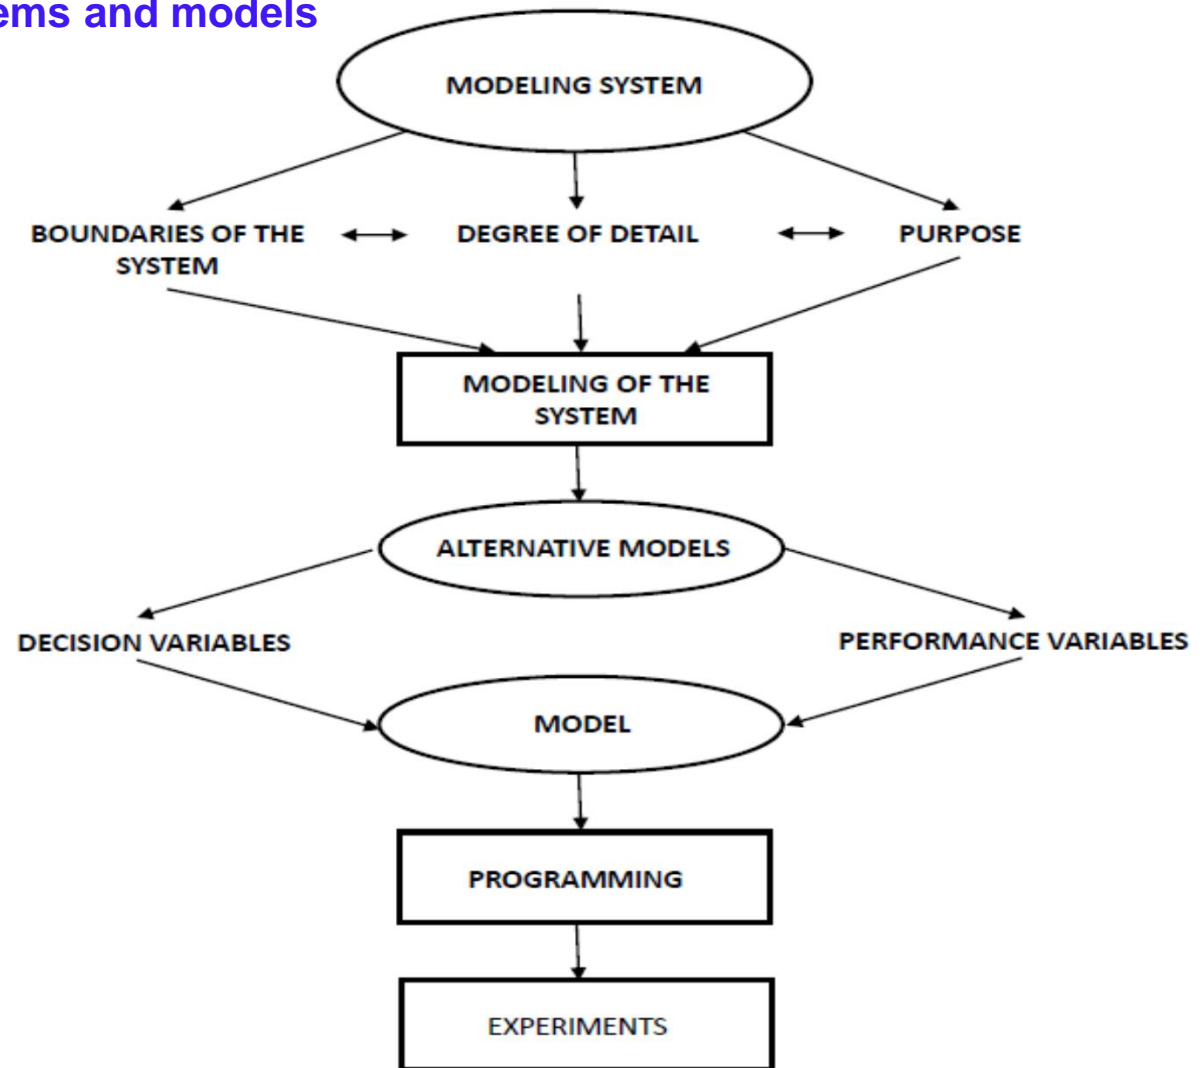 ems and models
MODELING SYSTEM
BOUNDARIES OF THE
SYSTEM
DEGREE OF DETAIL
PURPOSE
MODELING OF THE
SYSTEM
ALTERNATIVE MODELS
DECISION VARIABLES
PERFORMANCE VARIABLES
MODEL
PROGRAMMING
EXPERIMENTS